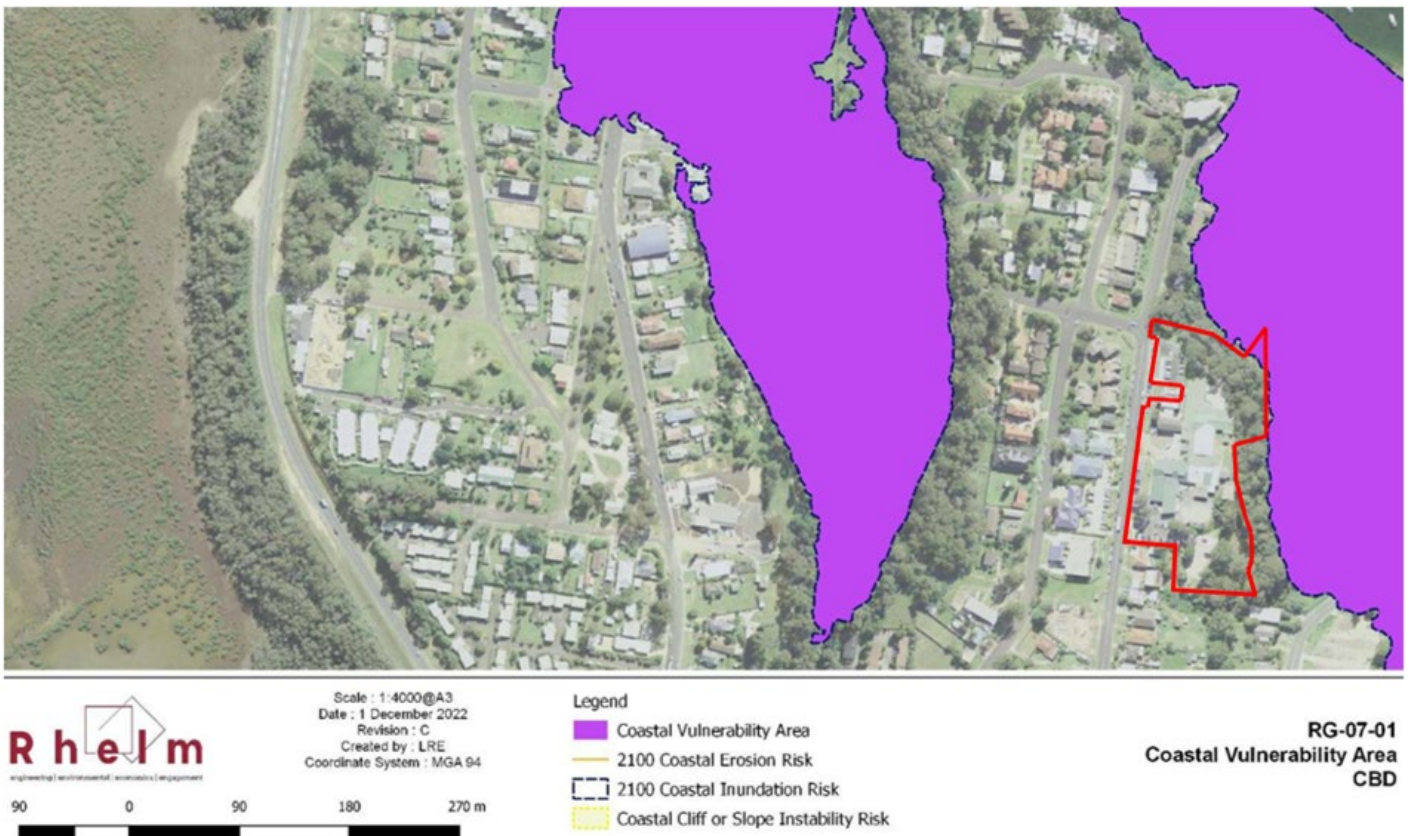 Rhelm
engineering | environmental | economics | engagement
Scale : 1:4000@A3
Date : 1 December 2022
Revision : C
Created by : LRE
Coordinate System : MGA 94
90 0 90 180 270 m
Legend
Coastal Vulnerability Area
2100 Coastal Erosion Risk
2100 Coastal Inundation Risk
Coastal Cliff or Slope Instability Risk
RG-07-01
Coastal Vulnerability Area
CBD